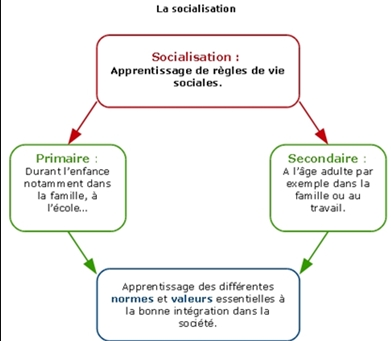 La socialisation
Socialisation :
Apprentissage de règles de vie
sociales.
Primaire :
Durant l'enfance
notamment dans
la famille, à
l'école...
Secondaire :
A l'âge adulte par
exemple dans la
famille ou au
travail.
Apprentissage des différentes
normes et valeurs essentielles à
la bonne intégration dans la
société.